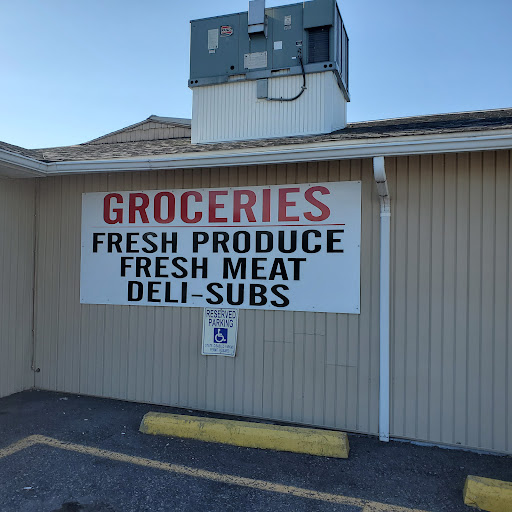 GROCERIES
FRESH PRODUCE
FRESH MEAT
DELI-SUBS
RESERVED
PARKING